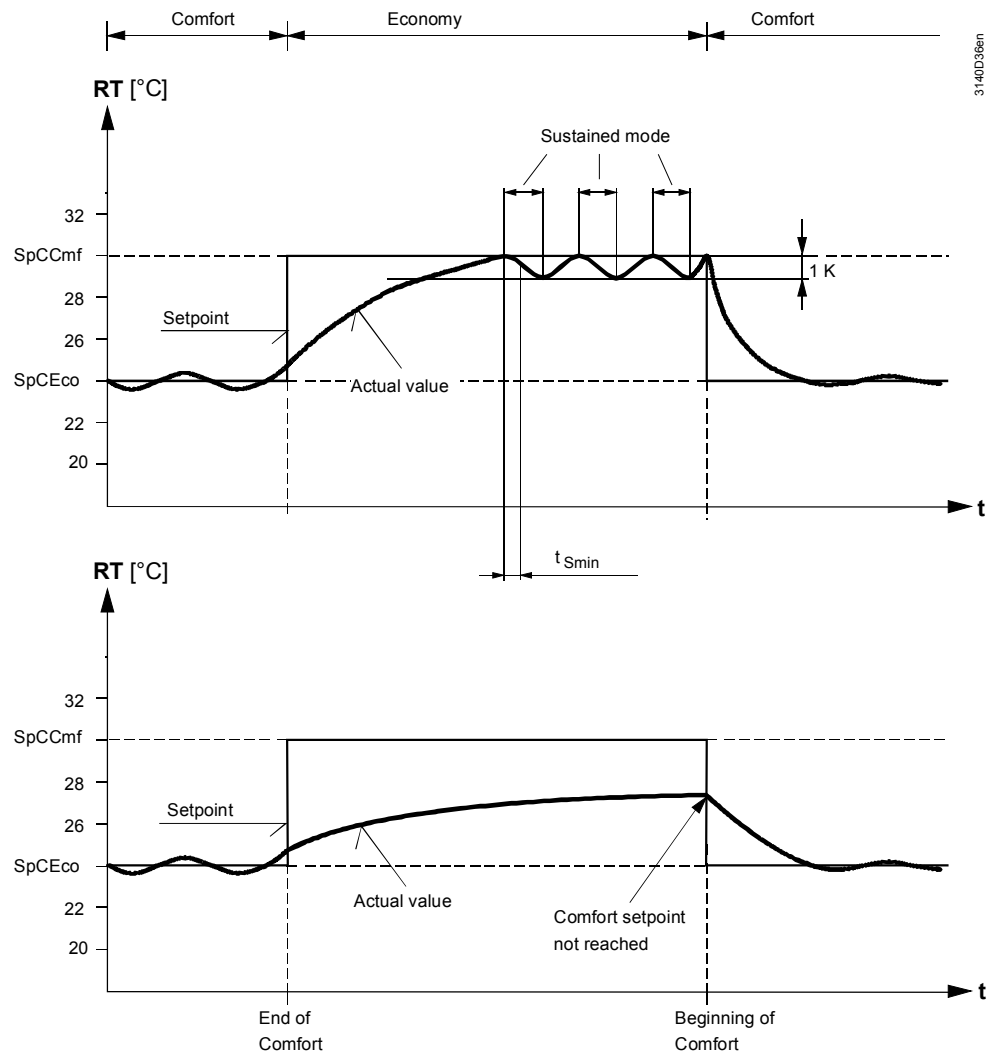 Comfort
Economy
Comfort
3140D36en
RT [°C]
Sustained mode
32
SpCCmf
1 K
28
Setpoint
26
Actual value
SpCEco
22
20
t
t Smin
RT [°C]
32
SpCCmf
28
Setpoint
26
SpCEco
Actual value
22
Comfort setpoint
not reached
20
t
End of
Comfort
Beginning of
Comfort